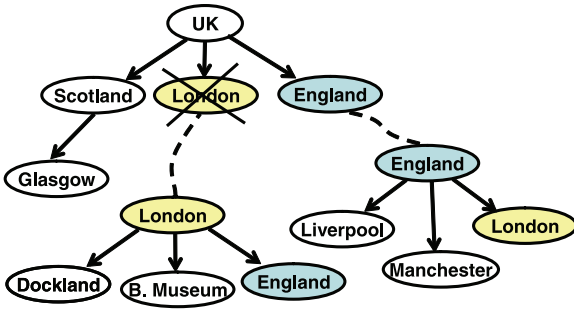 UK
Scotland
London
England
Glasgow
England
London
Liverpool
London
Dockland
B. Museum
England
Manchester